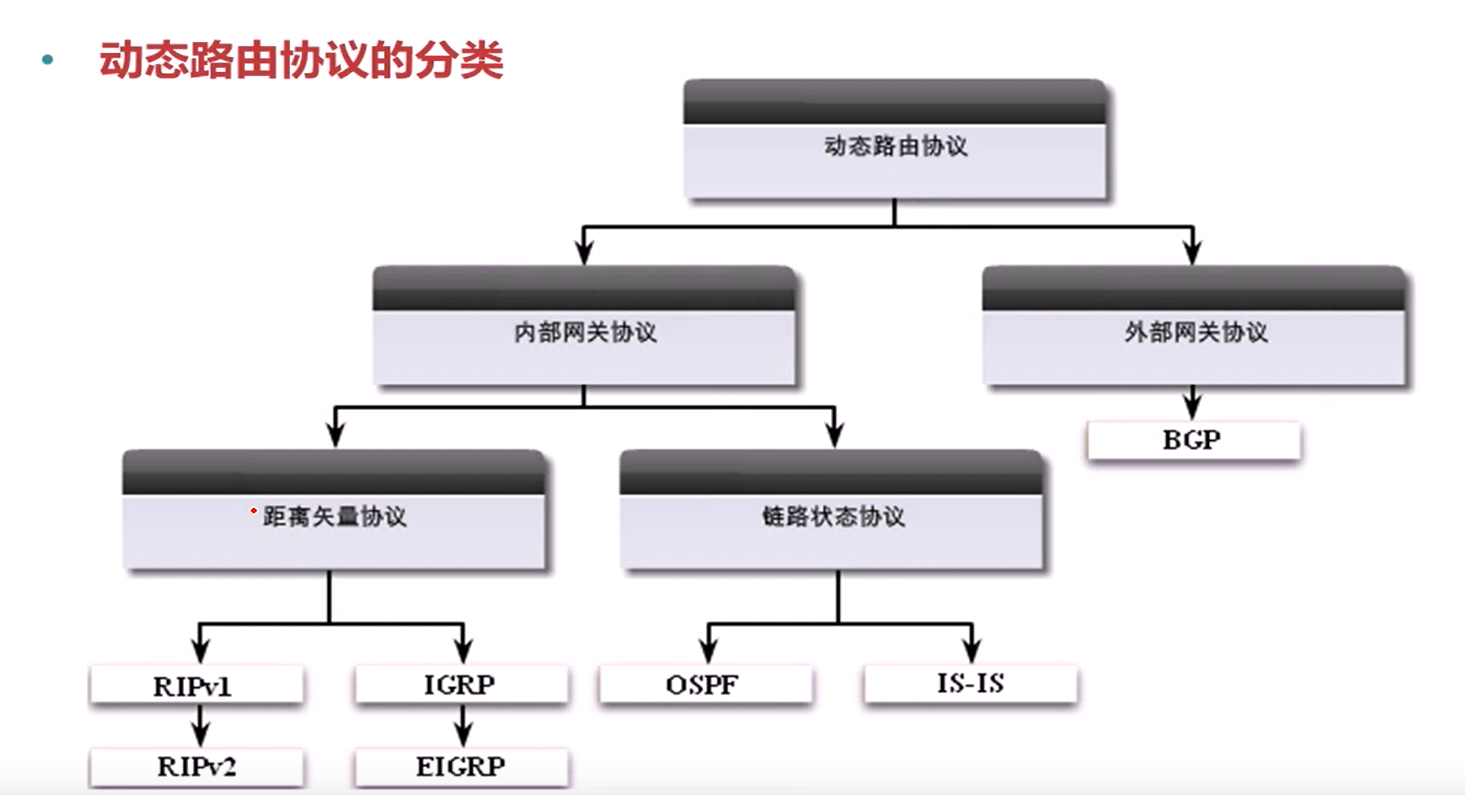 动态路由协议的分类
动态路由协议
内部网关协议
外部网关协议
BGP
距离矢量协议
链路状态协议
RIPv1
IGRP
OSPF
IS-IS
RIPv2
EIGRP